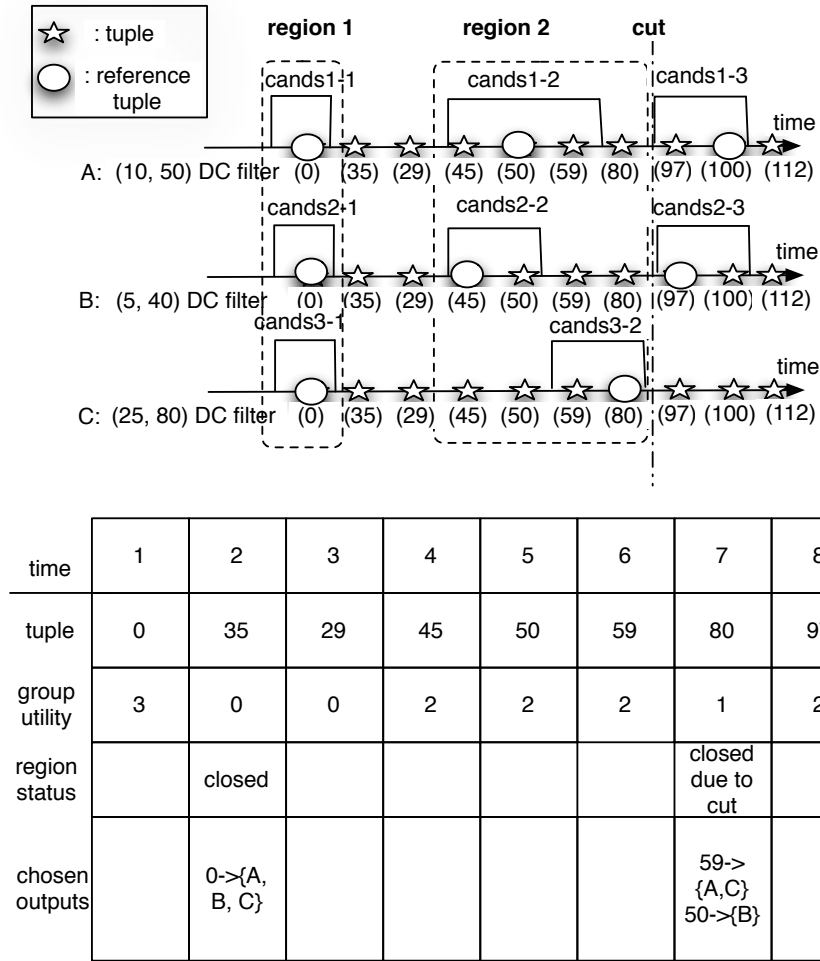 region 1 region 2 cut
: tuple
: reference
tuple
cands1-1 cands1-2 cands1-3
time
A: (10, 50) DC filter (0) (35) (29) (45) (50) (59) (80) (97) (100) (112)
cands2-1 cands2-2 cands2-3
B: (5, 40) DC filter (0) (35) (29) (45) (50) (59) (80) (97) (100) (112)
cands3-1 cands3-2
time
C: (25, 80) DC filter (0) (35) (29) (45) (50) (59) (80) (97) (100) (112)
time 1 2 3 4 5 6 7 8
tuple 0 35 29 45 50 59 80 9
group
utility 3 0 0 2 2 2 1 2
region
status closed closed
due to
cut
chosen
outputs 0->{A,
B, C} 59->
{A,C}
50->{B}